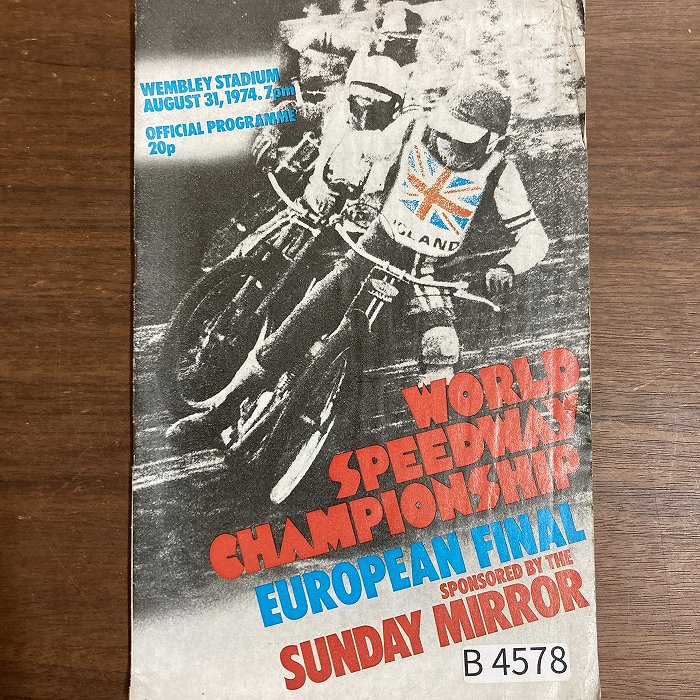 WEMBLEY STADIUM
AUGUST 31, 1974. 7pm
OFFICIAL PROGRAMME
20p
JAWA
WORLD
SPEEDWAY
CHAMPIONSHIP
EUROPEAN FINAL
SPONSORED BY THE
SUNDAY MIRROR
B 4578